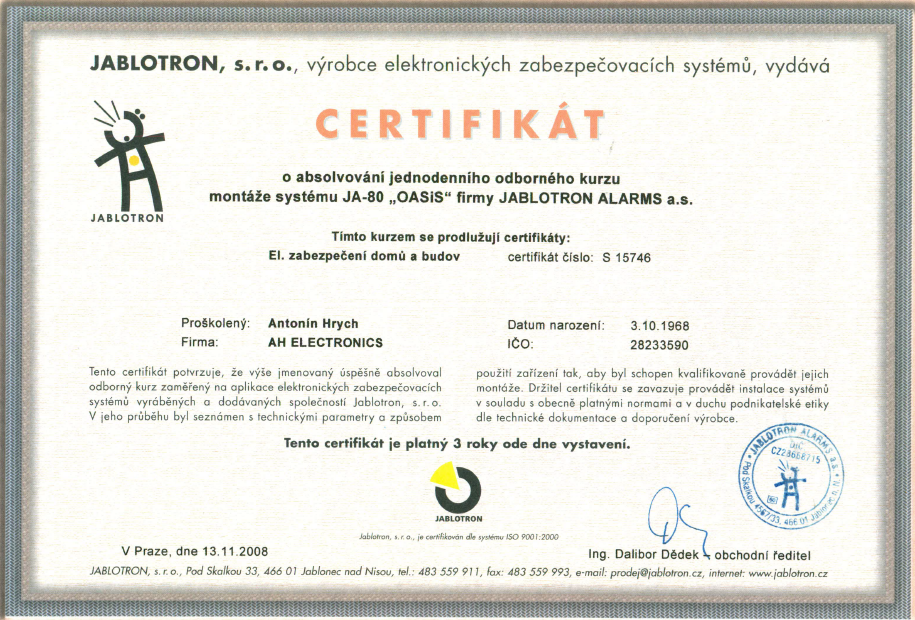 JABLOTRON, s. r. o., výrobce elektronických zabezpečovacích systémů, vydává
CERTIFIKÁT
JABLOTRON
o absolvování jednodenního odborného kurzu
montáže systému JA-80 „OASiS“ firmy JABLOTRON ALARMS a.s.
Tímto kurzem se prodlužují certifikáty:
El. zabezpečení domů a budov certifikát číslo: S 15746
Proškolený: Antonín Hrych
Firma: AH ELECTRONICS
Datum narození: 3.10.1968
IČO: 28233590
Tento certifikát potvrzuje, že výše jmenovaný úspěšně absolvoval
odborný kurz zaměřený na aplikace elektronických zabezpečovacích
systémů vyráběných a dodávaných společností Jablotron, s. r. o.
V jeho průběhu byl seznámen s technickými parametry a způsobem
použití zařízení tak, aby byl schopen kvalifikovaně provádět jejich
montáže. Držitel certifikátu se zavazuje provádět instalace systémů
v souladu s obecně platnými normami a v duchu podnikatelské etiky
dle technické dokumentace a doporučení výrobce.
Tento certifikát je platný 3 roky ode dne vystavení.
JABLOTRON
Jablotron, s. r. o., je certifikován dle systému ISO 9001:2000
JABLOTRON ALARMS a.s.
DIČ
CZ28668715
Pod Skalkou 4567/33, 466 01 Jablonec n. N.
V Praze, dne 13.11.2008
Ing. Dalibor Dědek – obchodní ředitel
JABLOTRON, s. r. o., Pod Skalkou 33, 466 01 Jablonec nad Nisou, tel.: 483 559 911, fax: 483 559 993, e-mail: prodej@jablotron.cz, internet: www.jablotron.cz